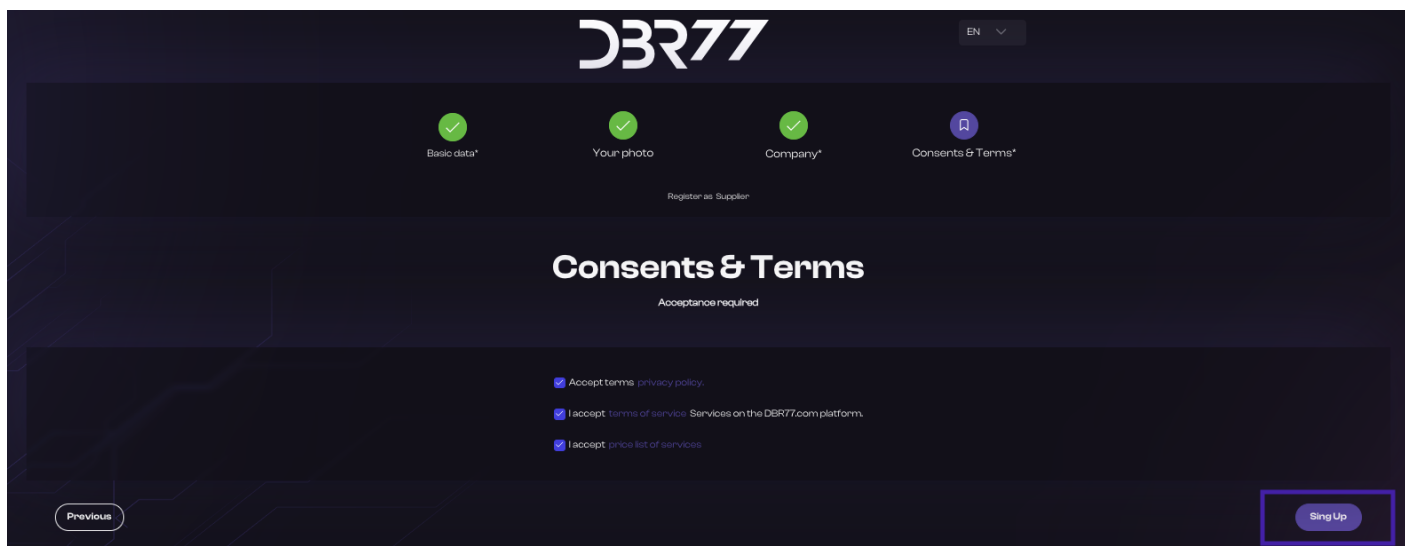 DBR77
EN
Basic data*
Your photo
Company*
Consents & Terms*
Register as Supplier
Consents & Terms
Acceptance required
Accept terms privacy policy.
I accept terms of service Services on the DBR77.com platform.
I accept price list of services
Previous
Sing Up